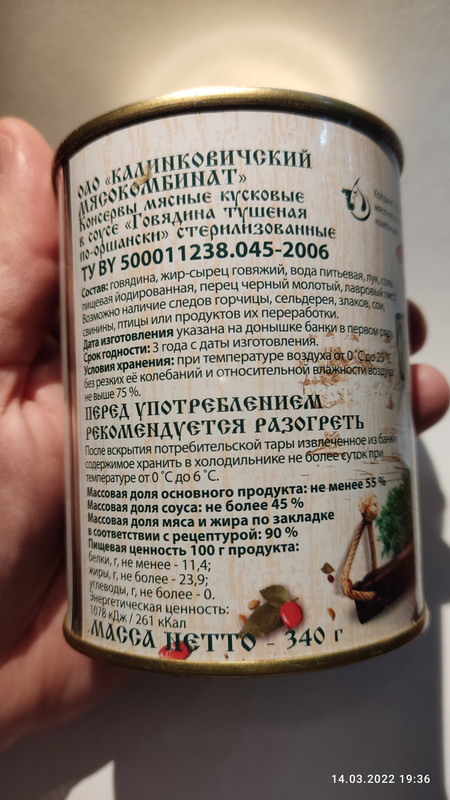 ОАО «КАЛИНКОВИЧСКИЙ
МЯСОКОМБИНАТ»
Консервы мясные кусковые
в соусе «Говядина тушеная
по-оршански» стерилизованные
ТУ BY 500011238.045-2006
Состав: говядина, жир-сырец говяжий, вода питьевая, лук, соль
пищевая йодированная, перец черный молотый, лавровый лист.
Возможно наличие следов горчицы, сельдерея, злаков, сои,
свинины, птицы или продуктов их переработки.
Дата изготовления указана на донышке банки в первом ряду.
Срок годности: 3 года с даты изготовления.
Условия хранения: при температуре воздуха от 0 °С до 25 °С
без резких её колебаний и относительной влажности воздуха
не выше 75 %.
ПЕРЕД УПОТРЕБЛЕНИЕМ
РЕКОМЕНДУЕТСЯ РАЗОГРЕТЬ
После вскрытия потребительской тары извлечённое из банки
содержимое хранить в холодильнике не более суток при
температуре от 0 °С до 6 °С.
Массовая доля основного продукта: не менее 55 %
Массовая доля соуса: не более 45 %
Массовая доля мяса и жира по закладке
в соответствии с рецептурой: 90 %
Пищевая ценность 100 г продукта:
белки, г, не менее - 11,4;
жиры, г, не более - 23,9;
углеводы, г, не более - 0.
Энергетическая ценность:
1078 кДж / 261 кКал
МАССА НЕТТО - 340 г
14.03.2022 19:36